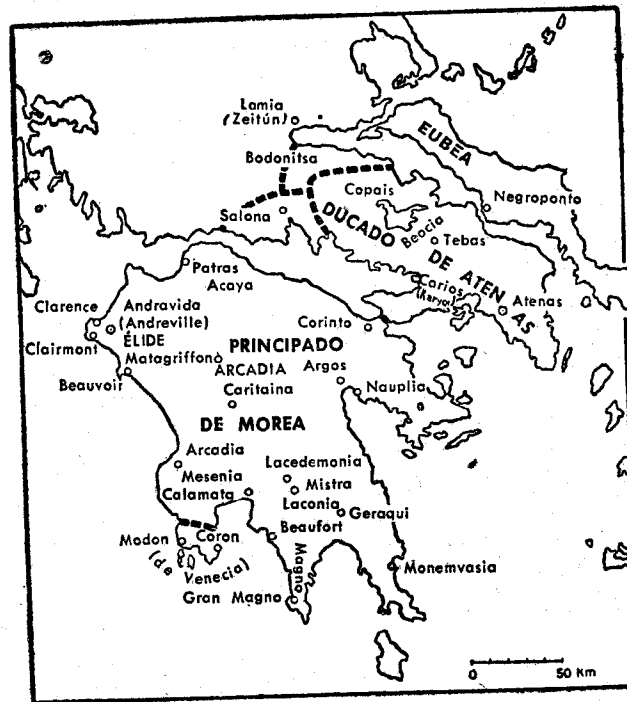 Lamia
(Zeitún)
EUBEA
Bodonitsa
Copais
Negroponto
Salona
DUCADO
Beocia
Tebas
DE ATENAS
Patras
Acaya
Carios
Atenas
Clarence
Andravida
(Andreville)
Corinto
ÉLIDE
Clairmont
PRINCIPADO
Matagriffonò
ARCADIA
Argos
Beauvoir
Caritaina
Nauplia
DE MOREA
Arcadia
Lacedemonia
Mesenia
Mistra
Calamata
Laconia
Geraqui
Modon
Coron
Beaufort
(de Venecia)
Magno
Monemvasia
Gran Magno
0
50 Km